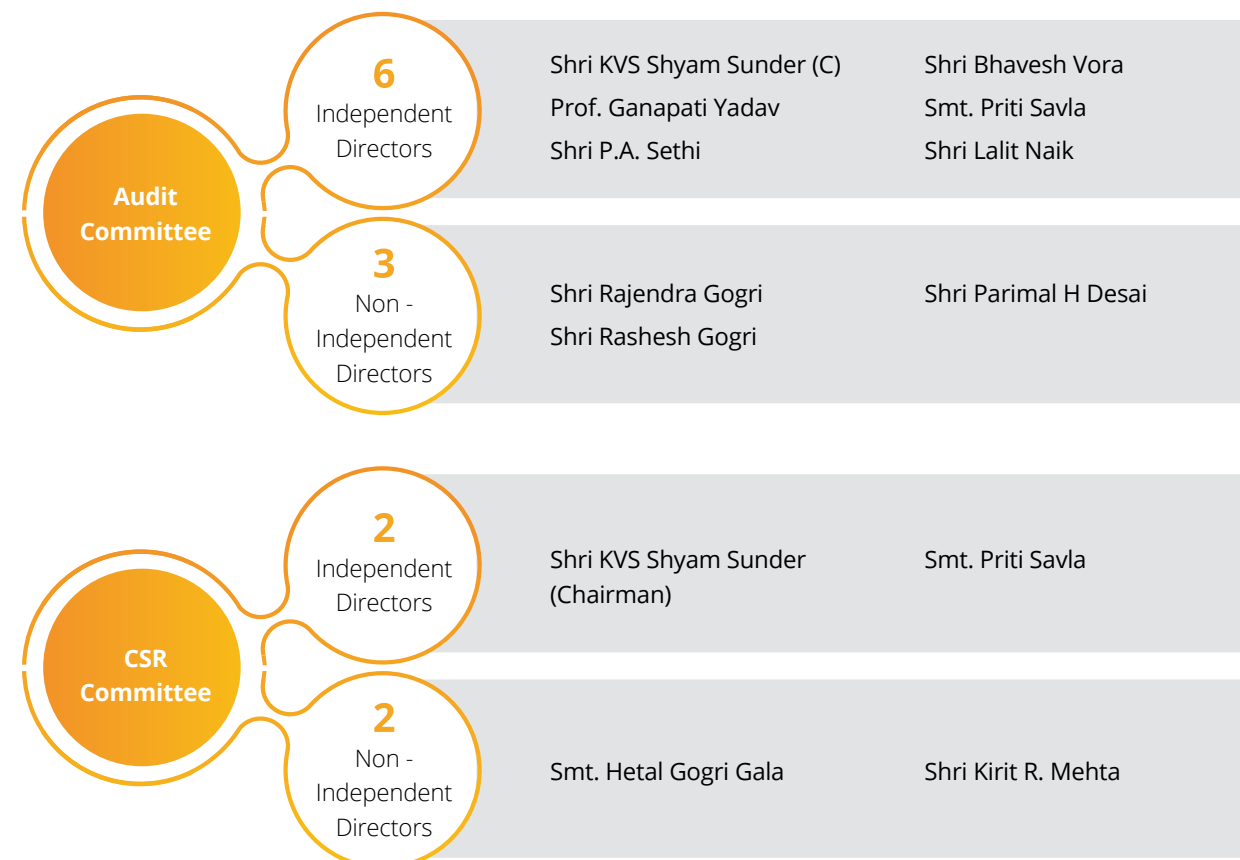 Audit
Committee
6
Independent
Directors
Shri KVS Shyam Sunder (C)
Prof. Ganapati Yadav
Shri P.A. Sethi
Shri Bhavesh Vora
Smt. Priti Savla
Shri Lalit Naik
3
Non -
Independent
Directors
Shri Rajendra Gogri
Shri Rashesh Gogri
Shri Parimal H Desai
CSR
Committee
2
Independent
Directors
Shri KVS Shyam Sunder
(Chairman)
Smt. Priti Savla
2
Non -
Independent
Directors
Smt. Hetal Gogri Gala
Shri Kirit R. Mehta